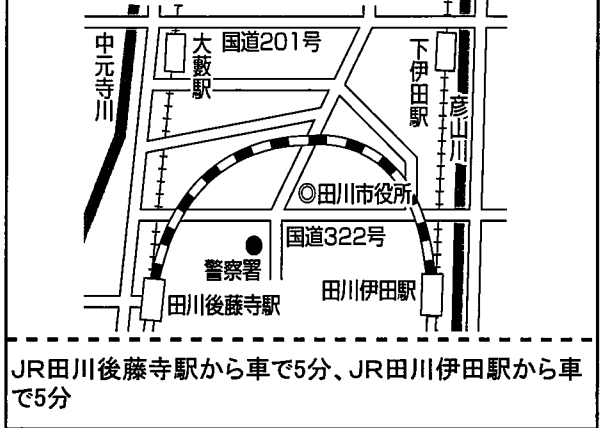 国道201号
大藪駅
中元寺川
下伊田駅
彦山川
◎田川市役所
国道322号
警察署
田川後藤寺駅
田川伊田駅
JR田川後藤寺駅から車で5分、JR田川伊田駅から車
で5分